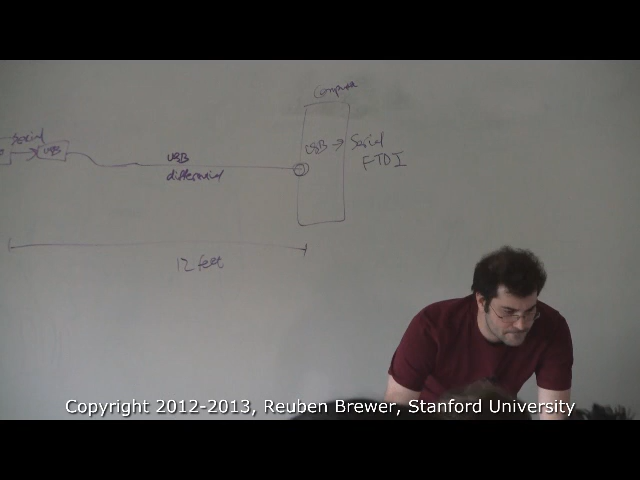 Computer
Serial
USB
USB
differential
USB → Serial
FTDI
12 feet
Copyright 2012-2013, Reuben Brewer, Stanford University